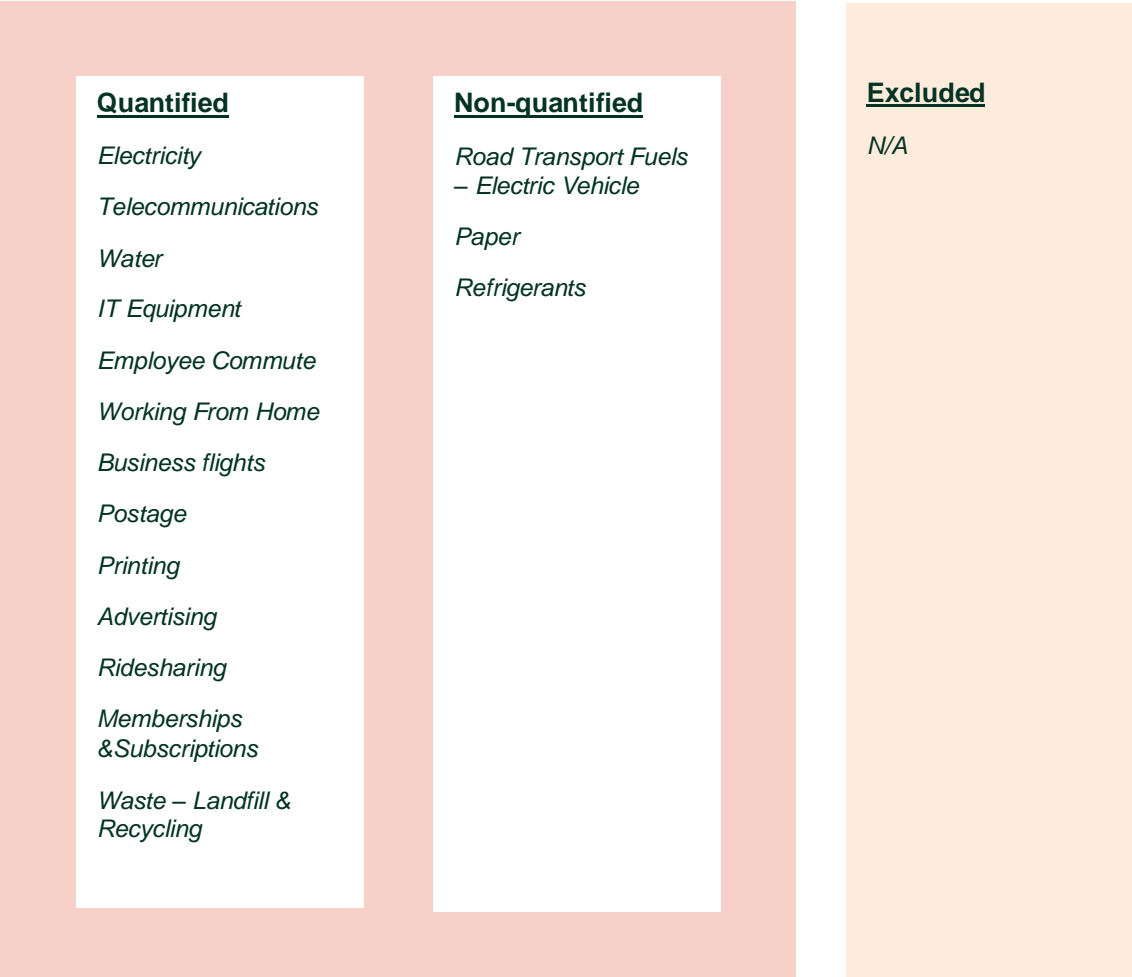 Quantified
Electricity
Telecommunications
Water
IT Equipment
Employee Commute
Working From Home
Business flights
Postage
Printing
Advertising
Ridesharing
Memberships
&Subscriptions
Waste – Landfill &
Recycling
Non-quantified
Road Transport Fuels
– Electric Vehicle
Paper
Refrigerants
Excluded
N/A